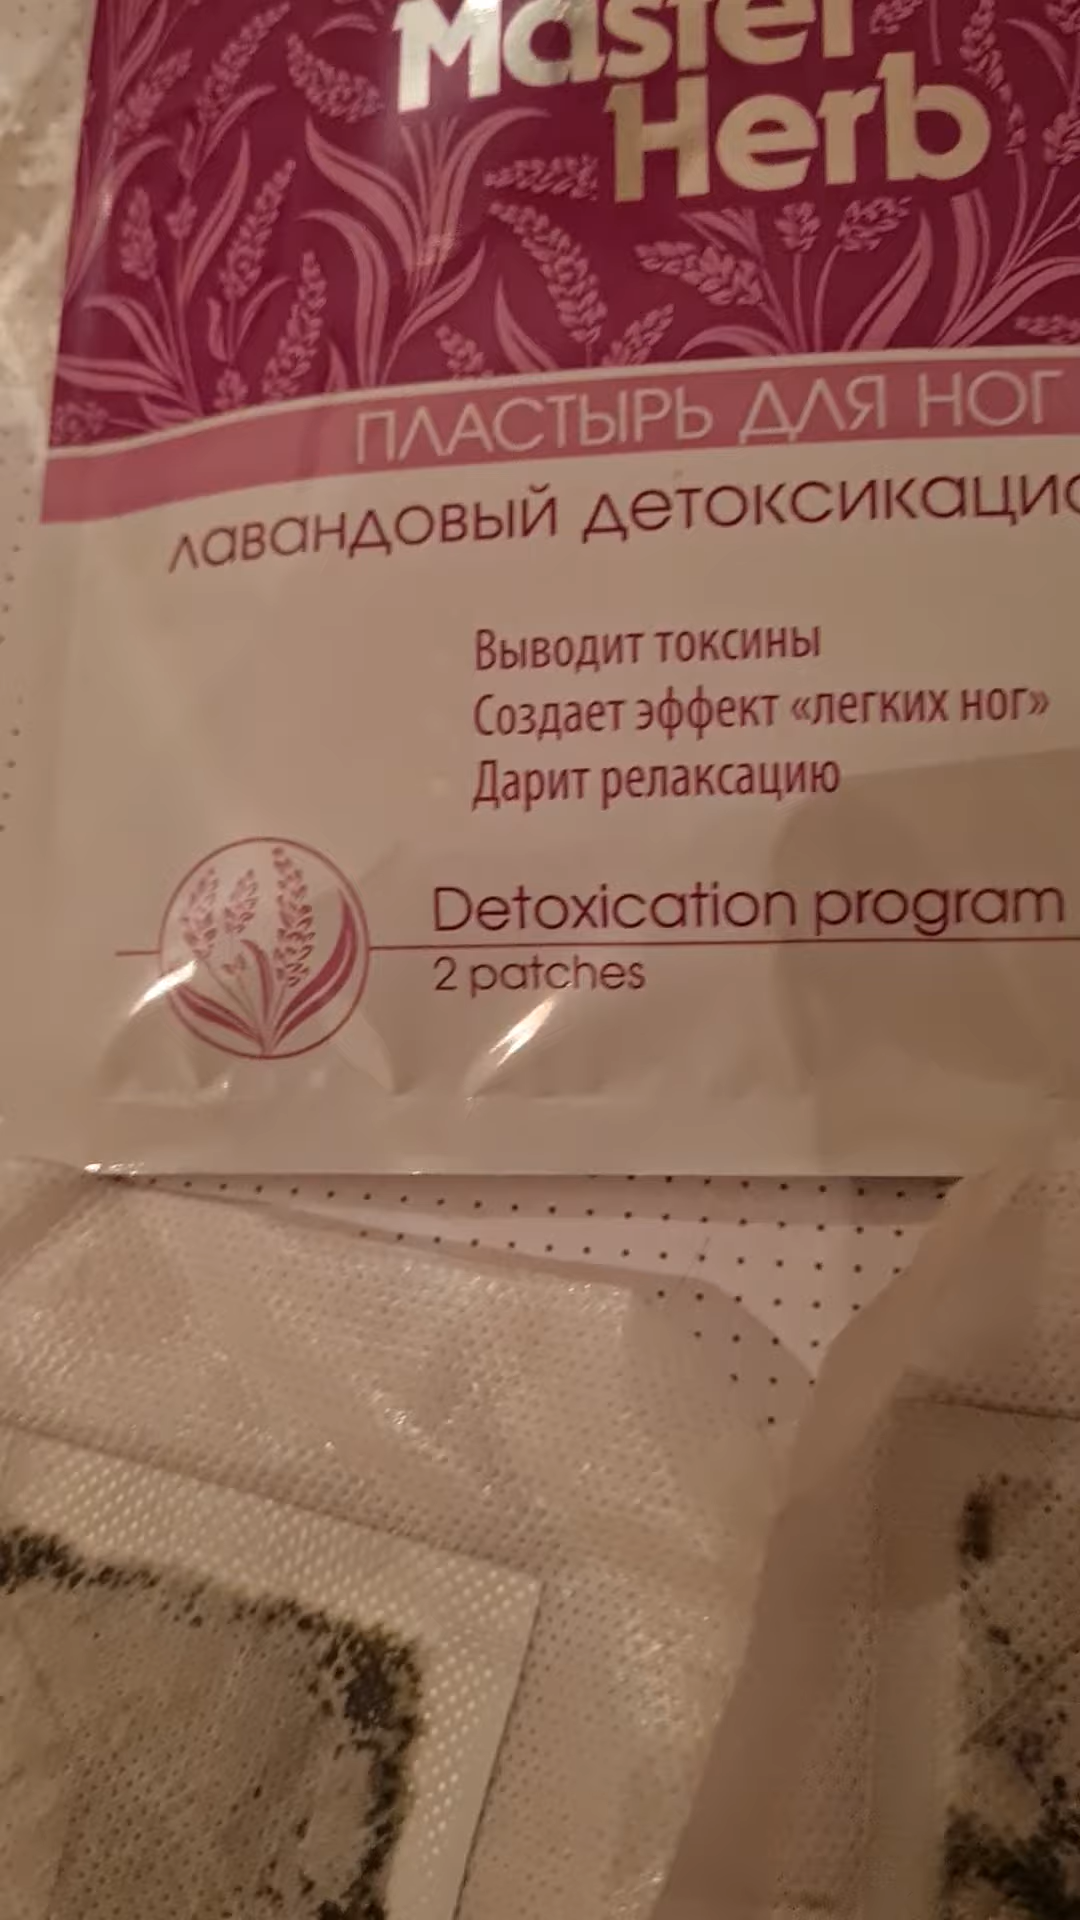 Master
Herb
ПЛАСТЫРЬ ДЛЯ НОГ
лавандовый
Выводит токсины
Создает эффект «легких ног»
Дарит релаксацию
Detoxication program
2 patches